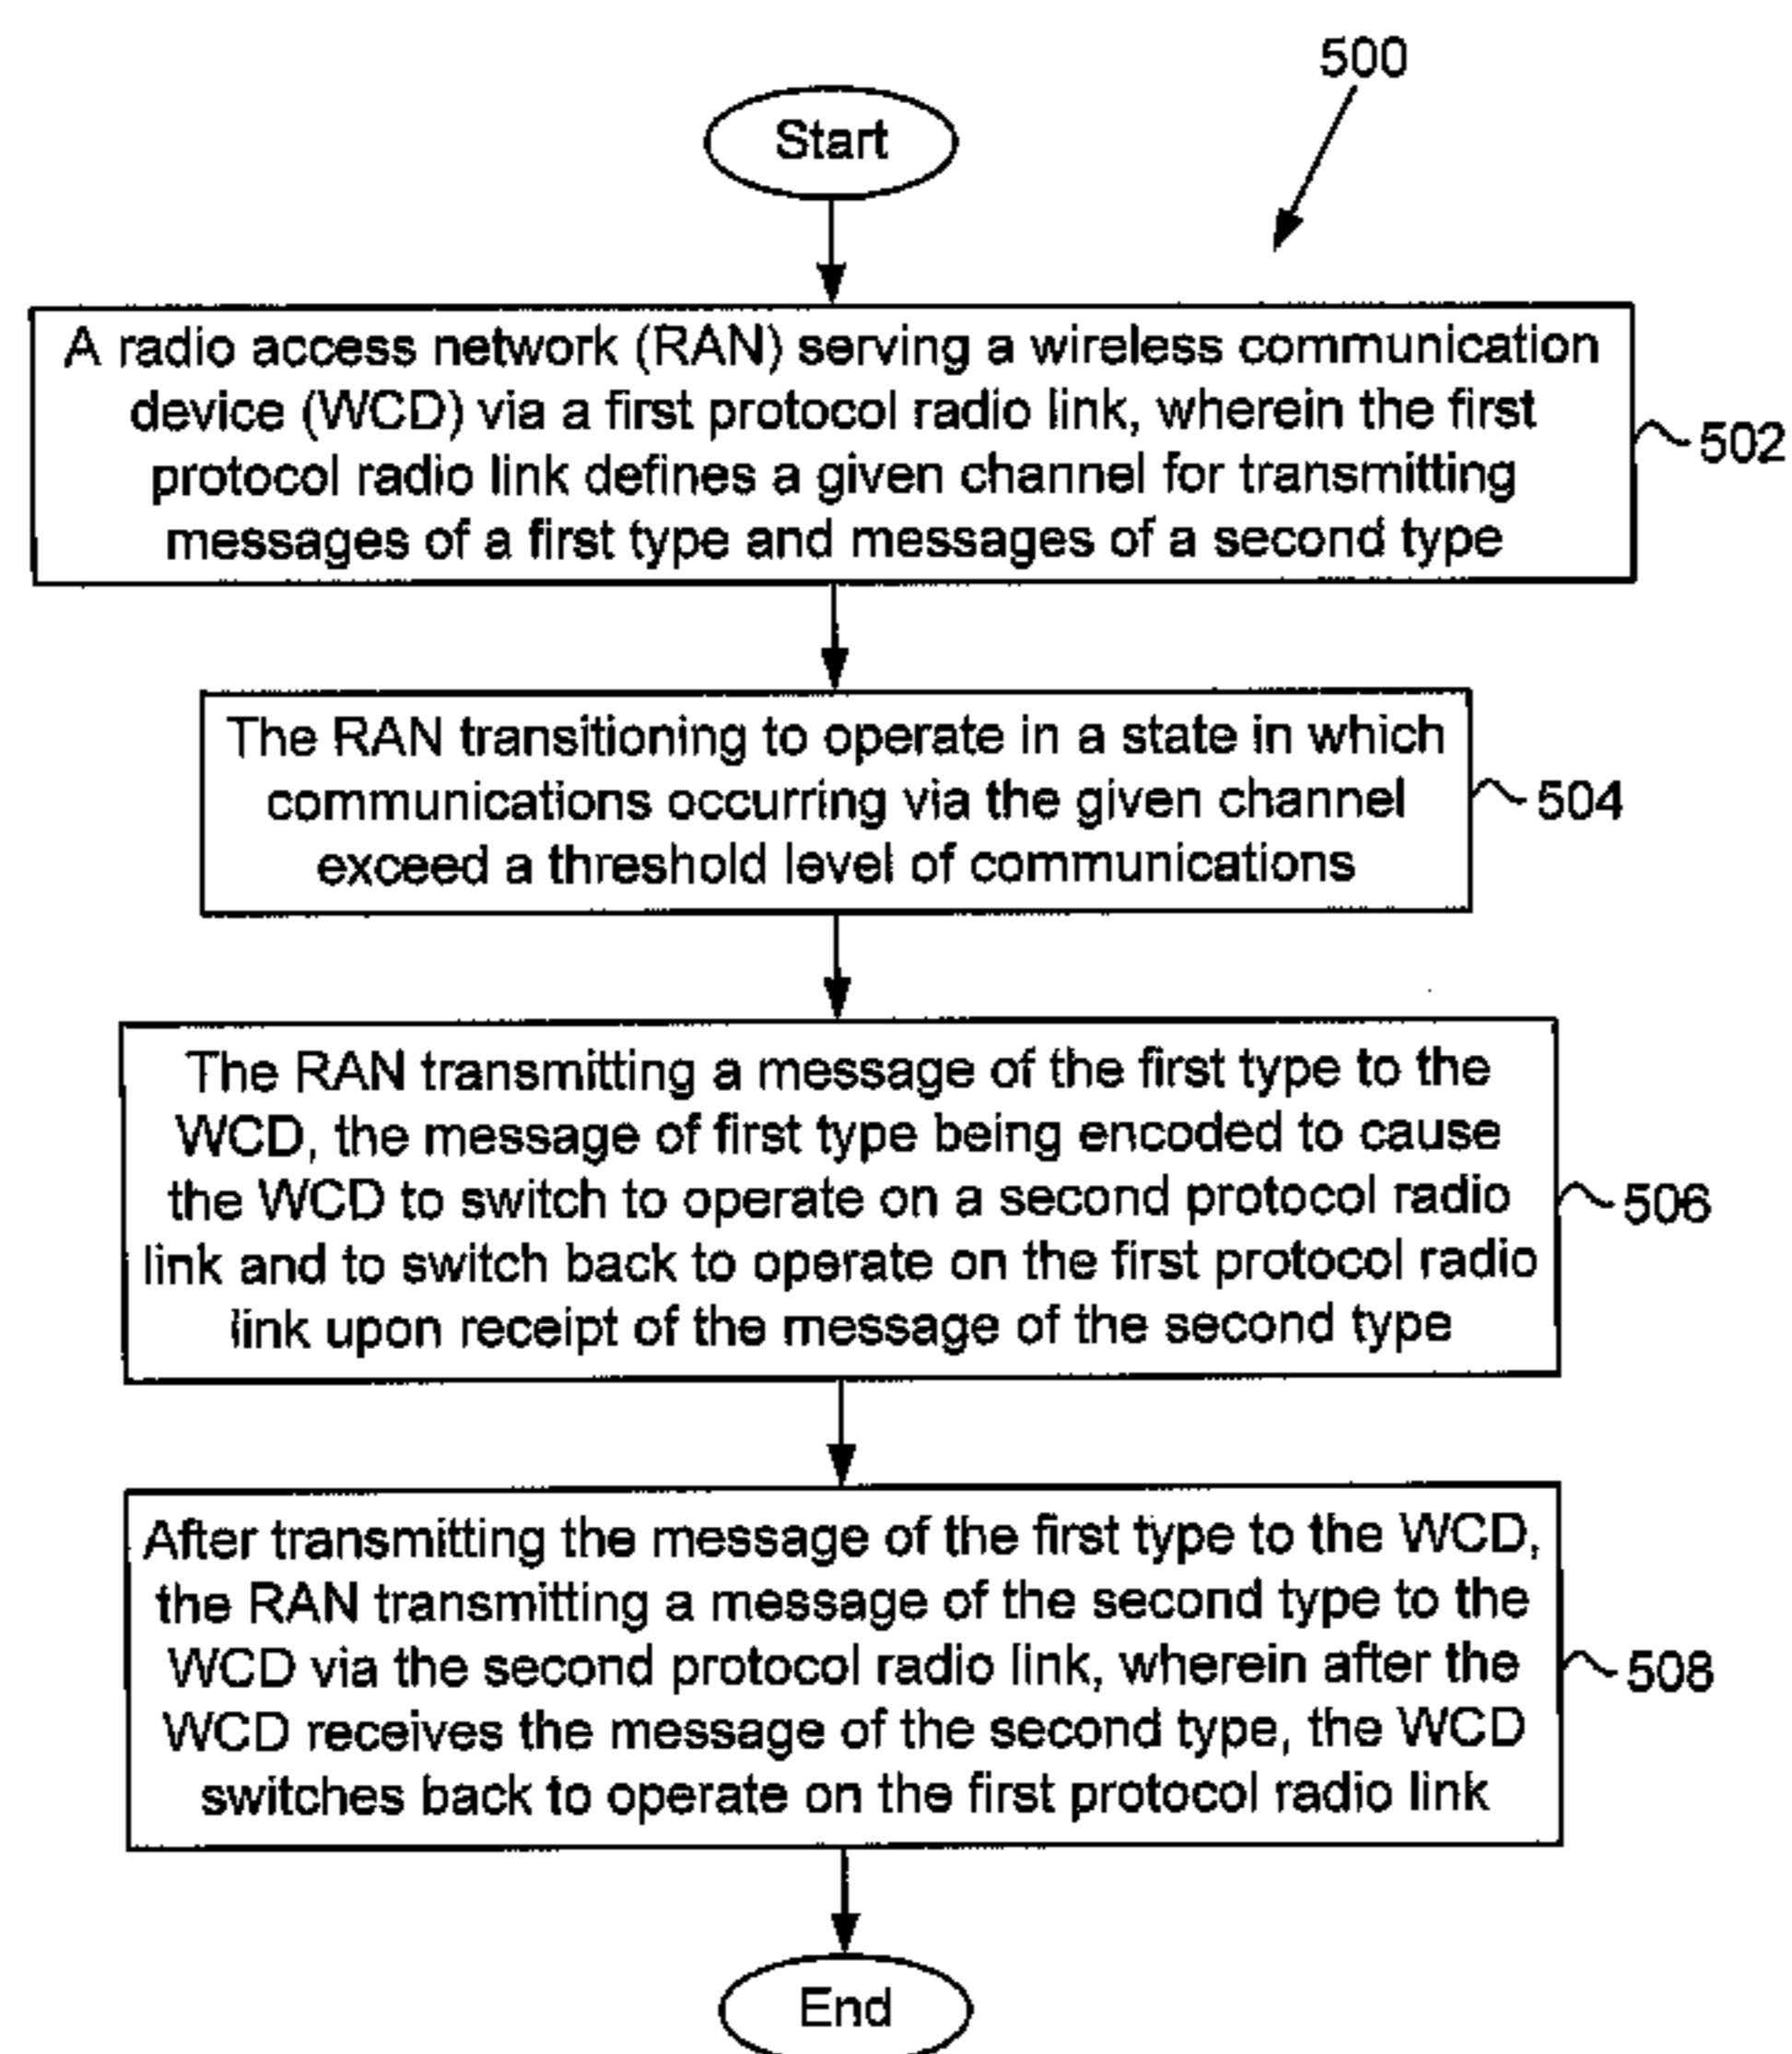 500
Start
A radio access network (RAN) serving a wireless communication
device (WCD) via a first protocol radio link, wherein the first
protocol radio link defines a given channel for transmitting
messages of a first type and messages of a second type
502
The RAN transitioning to operate in a state in which
communications occurring via the given channel
exceed a threshold level of communications
504
The RAN transmitting a message of the first type to the
WCD, the message of first type being encoded to cause
the WCD to switch to operate on a second protocol radio
link and to switch back to operate on the first protocol radio
link upon receipt of the message of the second type
506
After transmitting the message of the first type to the WCD,
the RAN transmitting a message of the second type to the
WCD via the second protocol radio link, wherein after the
WCD receives the message of the second type, the WCD
switches back to operate on the first protocol radio link
508
End